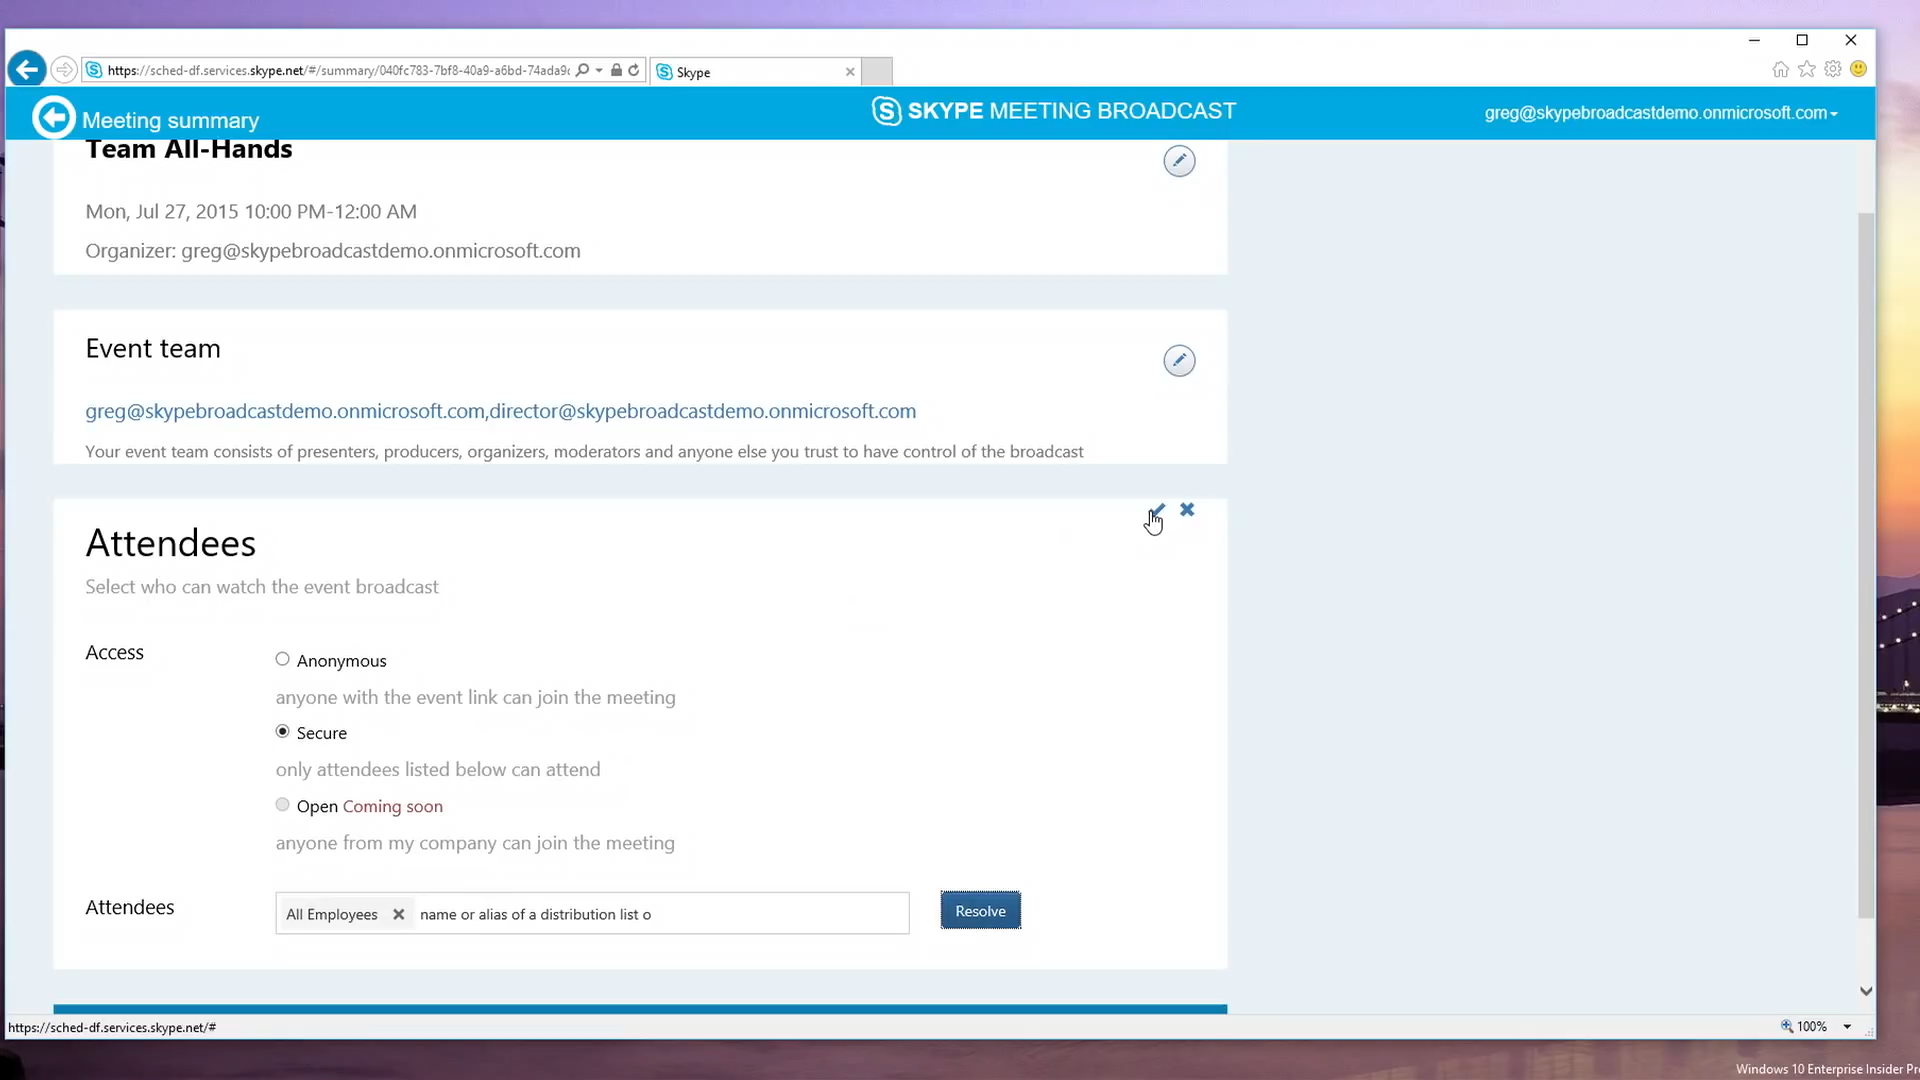 https://sched-df.services.skype.net/#/summary/040fc783-7bf8-40a9-a6bd-74ada9
Skype
Meeting summary
SKYPE MEETING BROADCAST
greg@skypebroadcastdemo.onmicrosoft.com
Team All-Hands
Mon, Jul 27, 2015 10:00 PM-12:00 AM
Organizer: greg@skypebroadcastdemo.onmicrosoft.com
Event team
greg@skypebroadcastdemo.onmicrosoft.com,director@skypebroadcastdemo.onmicrosoft.com
Your event team consists of presenters, producers, organizers, moderators and anyone else you trust to have control of the broadcast
Attendees
Select who can watch the event broadcast
Access
Anonymous
anyone with the event link can join the meeting
Secure
only attendees listed below can attend
Open Coming soon
anyone from my company can join the meeting
Attendees
All Employees
name or alias of a distribution list o
Resolve
https://sched-df.services.skype.net/#
100%
Windows 10 Enterprise Insider Pr